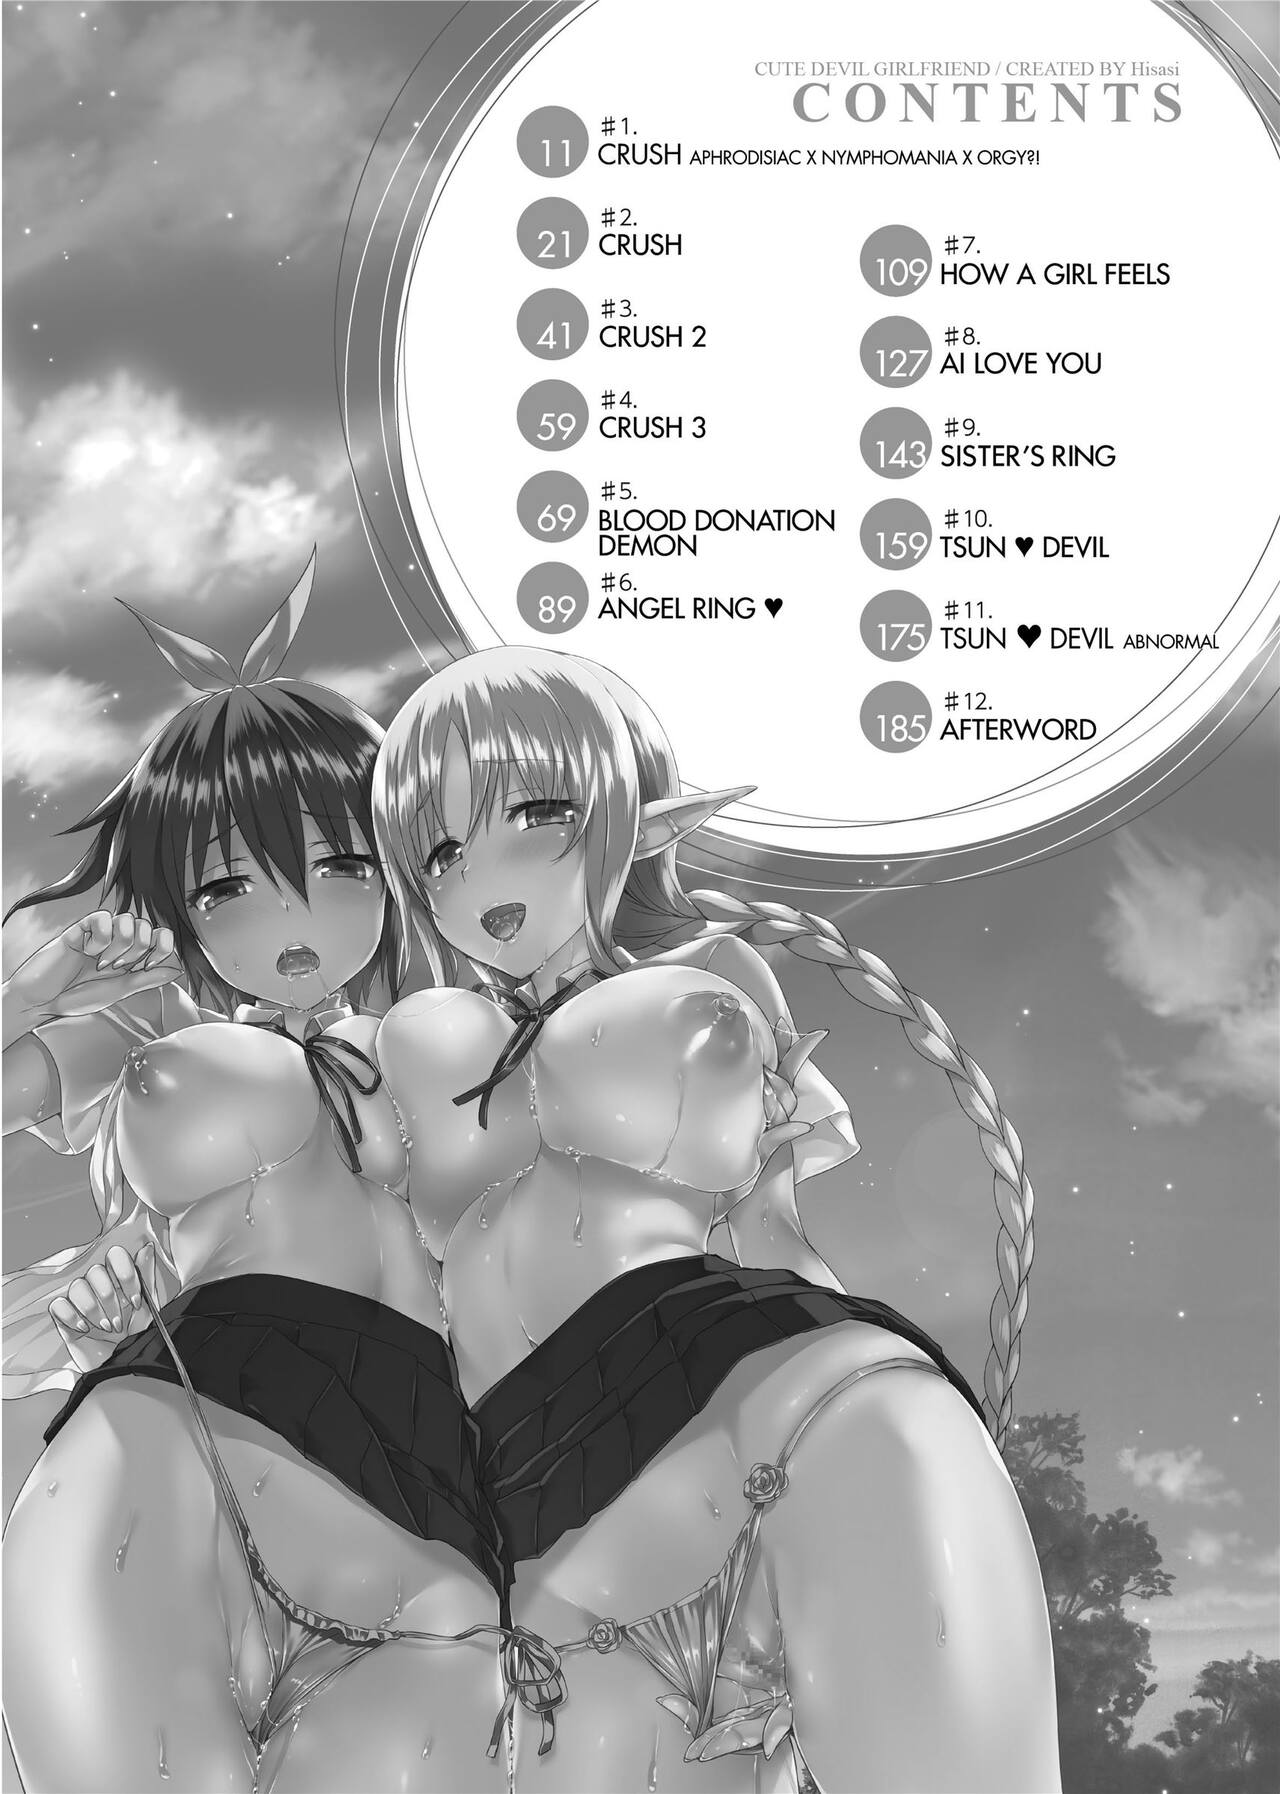 CUTE DEVIL GIRLFRIEND / CREATED BY Hisasi
CONTENTS
#1.
11 CRUSH APHRODISIAC X NYMPHOMANIA X ORGY?!
#2.
21 CRUSH
#3.
41 CRUSH 2
#4.
59 CRUSH 3
#5.
69 BLOOD DONATION
DEMON
#6.
89 ANGEL RING ♥
#7.
109 HOW A GIRL FEELS
#8.
127 AI LOVE YOU
#9.
143 SISTER'S RING
#10.
159 TSUN ♥ DEVIL
#11.
175 TSUN ♥ DEVIL ABNORMAL
#12.
185 AFTERWORD